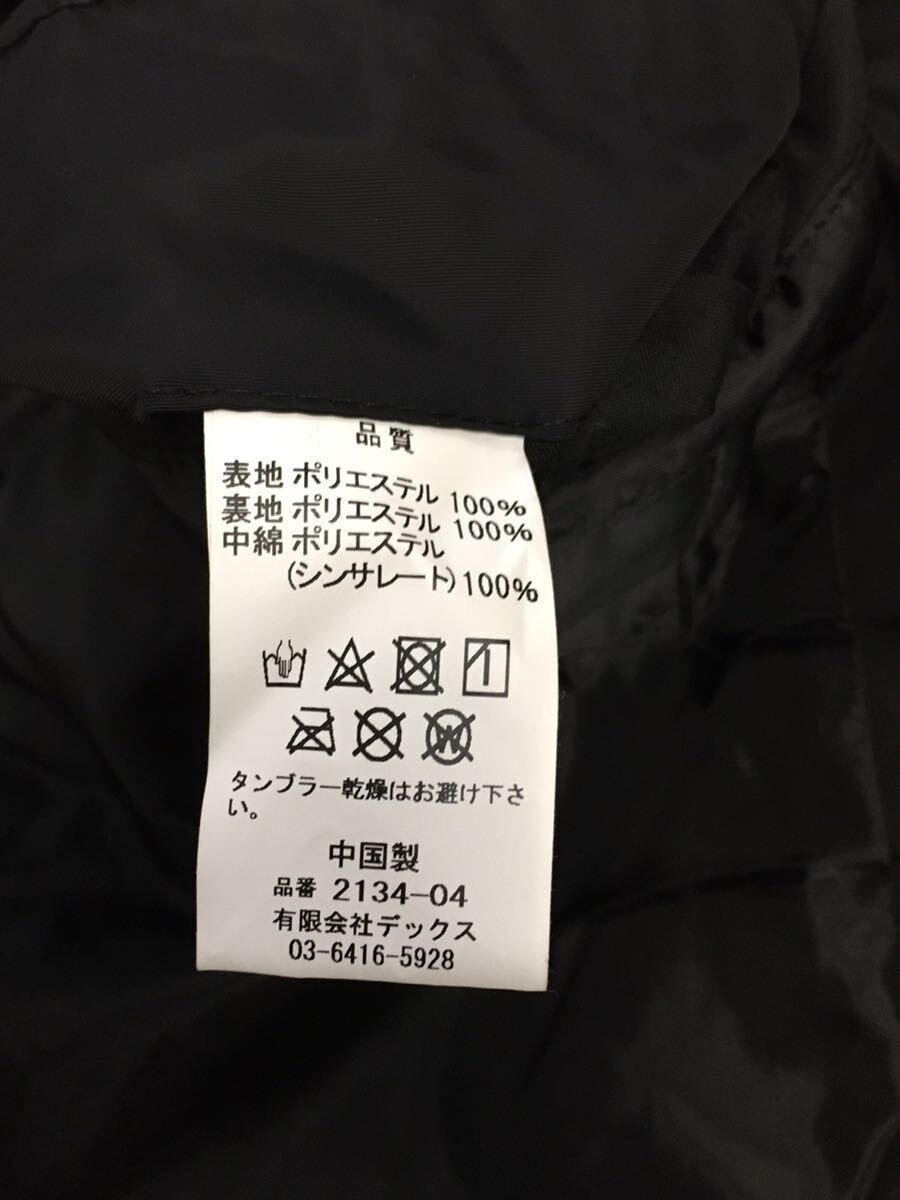 品質
表地 ポリエステル 100%
裏地 ポリエステル 100%
中綿 ポリエステル
(シンサレート)100%
W
タンブラー乾燥はお避け下さ
い。
中国製
品番 2134-04
有限会社デックス
03-6416-5928